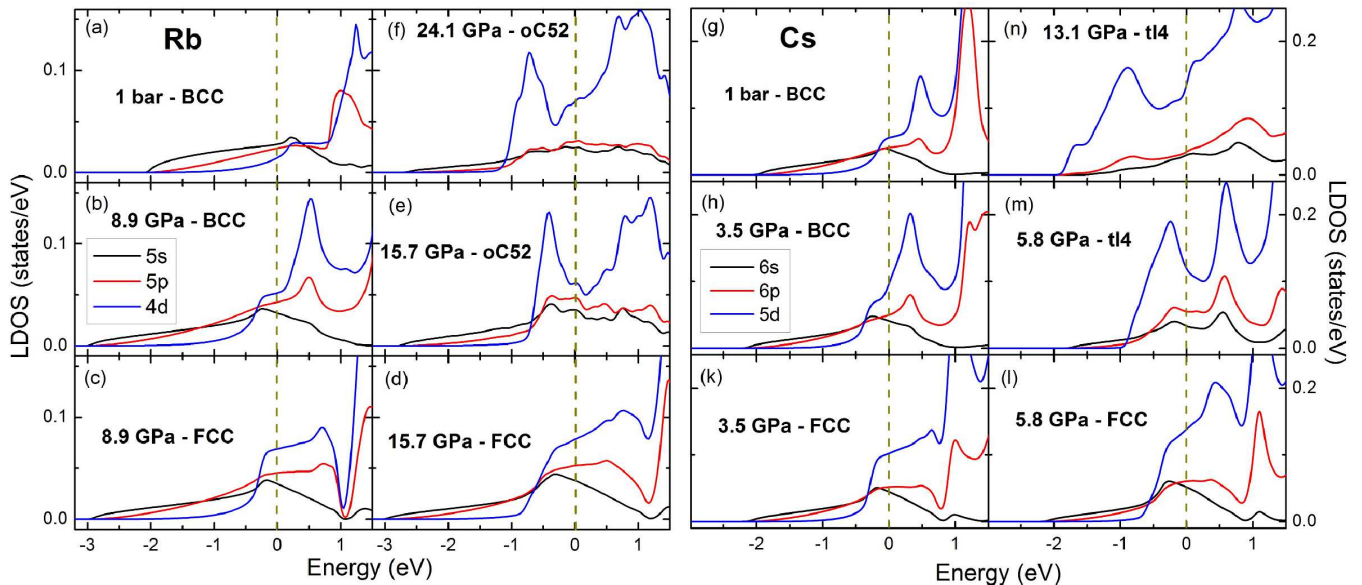 (a)
Rb
1 bar - BCC
(f)
24.1 GPa - oC52
(g)
Cs
1 bar - BCC
(n)
13.1 GPa - tI4
0.1
0.0
0.2
0.0
(b)
8.9 GPa - BCC
5s
5p
4d
(e)
15.7 GPa - oC52
(h)
3.5 GPa - BCC
6s
6p
5d
(m)
5.8 GPa - tI4
0.1
0.0
0.2
0.0
(c)
8.9 GPa - FCC
(d)
15.7 GPa - FCC
(k)
3.5 GPa - FCC
(l)
5.8 GPa - FCC
0.1
0.0
0.2
0.0
LDOS (states/eV)
LDOS (states/eV)
-3 -2 -1 0 1
-3 -2 -1 0 1
-3 -2 -1 0 1
-3 -2 -1 0 1
Energy (eV)
Energy (eV)